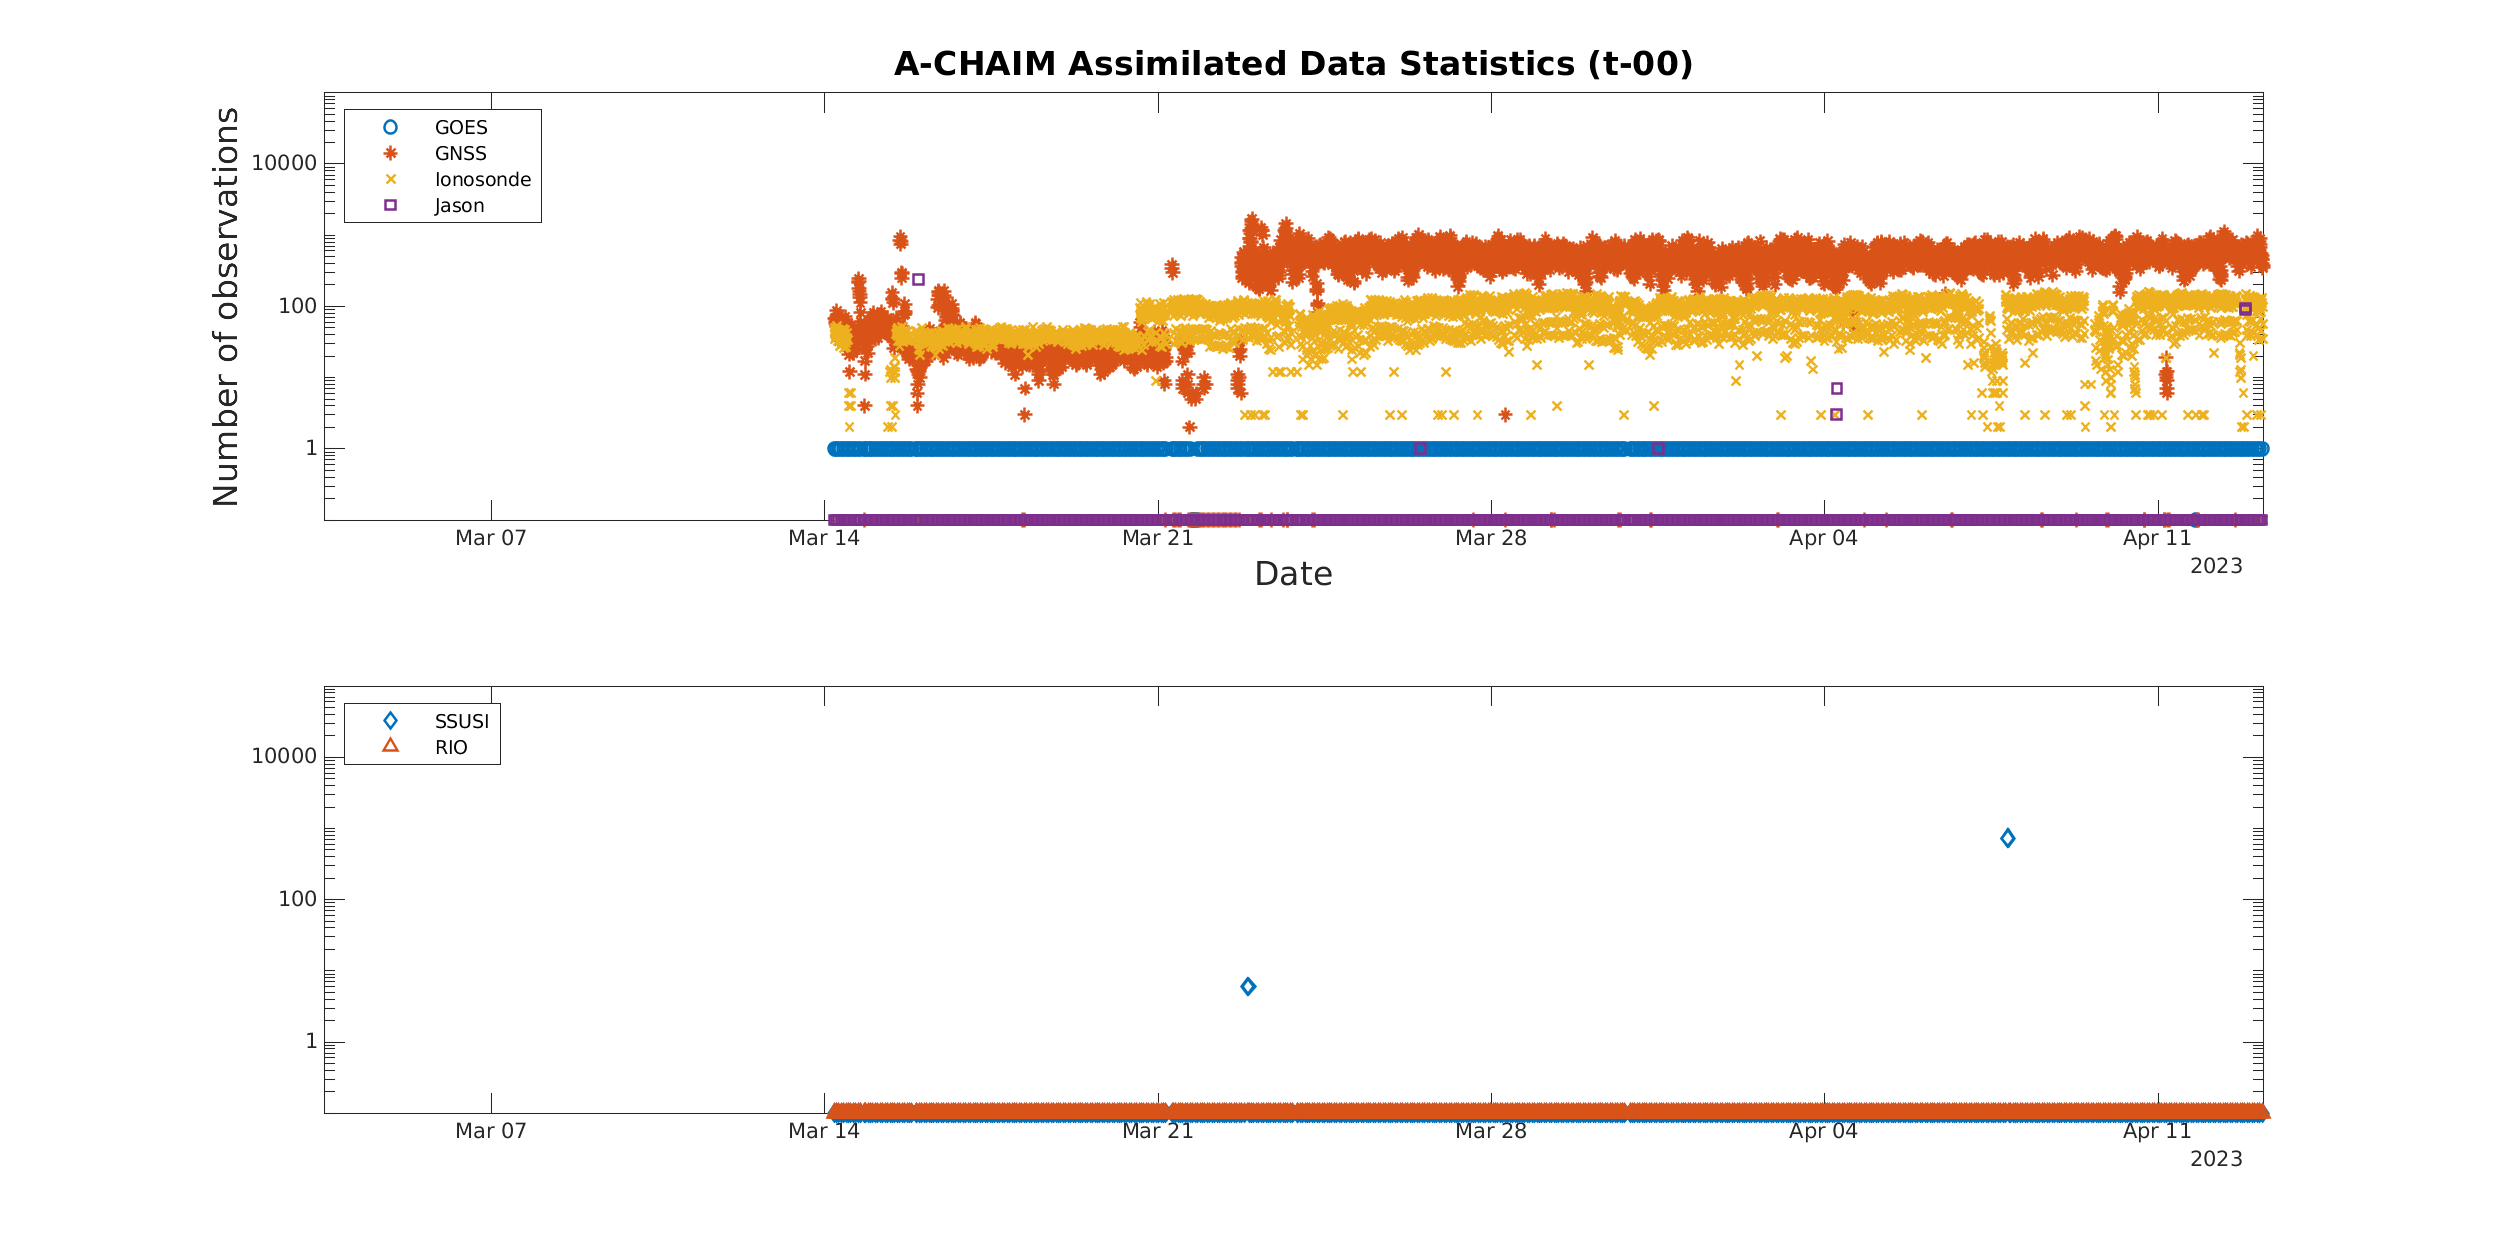 A-CHAIM Assimilated Data Statistics (t-00)
Number of observations
10000
100
1
GOES
GNSS
Ionosonde
Jason
Mar 07
Mar 14
Mar 21
Mar 28
Apr 04
Apr 11
2023
Date
10000
100
1
SSUSI
RIO
Mar 07
Mar 14
Mar 21
Mar 28
Apr 04
Apr 11
2023